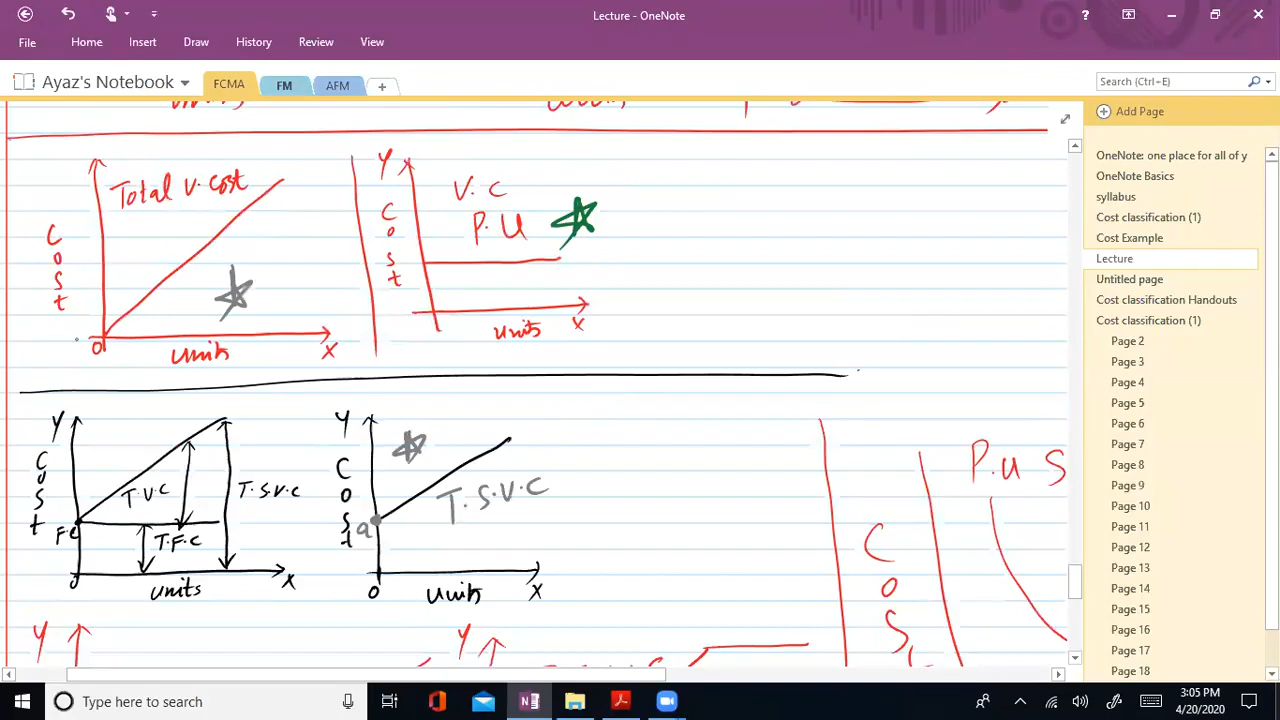 Lecture - OneNote
?
File
Home
Insert
Draw
History
Review
View
Ayaz's Notebook
FCMA
FM
AFM
+
Search (Ctrl+E)
Add Page
OneNote: one place for all of y
OneNote Basics
syllabus
Cost classification (1)
Cost Example
Lecture
Untitled page
Cost classification Handouts
Cost classification (1)
Page 2
Page 3
Page 4
Page 5
Page 6
Page 7
Page 8
Page 9
Page 10
Page 11
Page 12
Page 13
Page 14
Page 15
Page 16
Page 17
Page 18
Total V. Cost
Cost
0
units
X
Y
V. C
P. U
Cost
units
X
Y
Cost
F.C
T.V.C
T.S.V.C
T.F.C
0
units
X
Y
Cost
a
T. S.V.C
0
units
X
P.U S
Cos
Y
Y
Type here to search
3:05 PM
4/20/2020